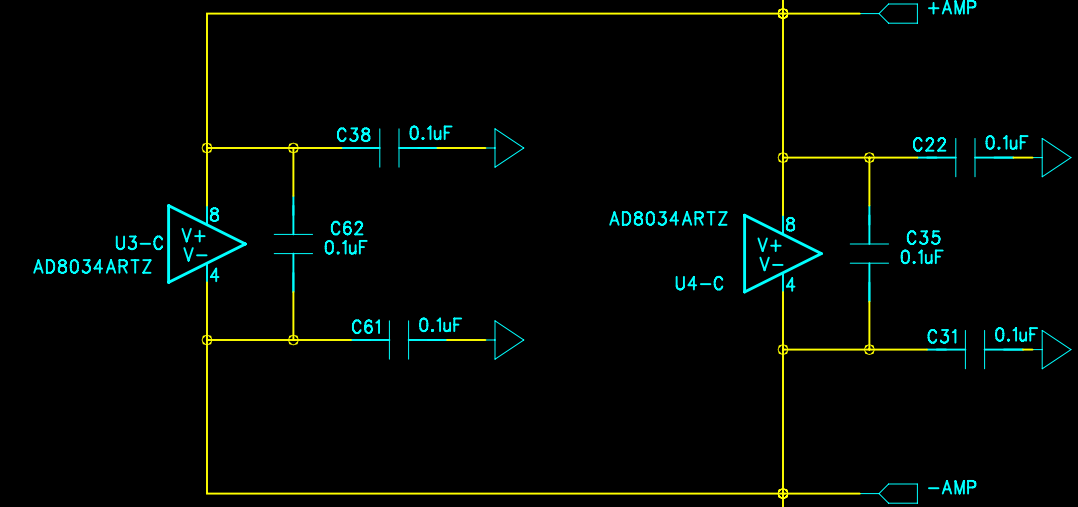 +AMP
C38 0.1uF
C22 0.1uF
8
U3-C
V+
V-
AD8034ARTZ
4
C62
0.1uF
AD8034ARTZ
8
V+
V-
U4-C
4
C35
0.1uF
C61 0.1uF
C31 0.1uF
-AMP